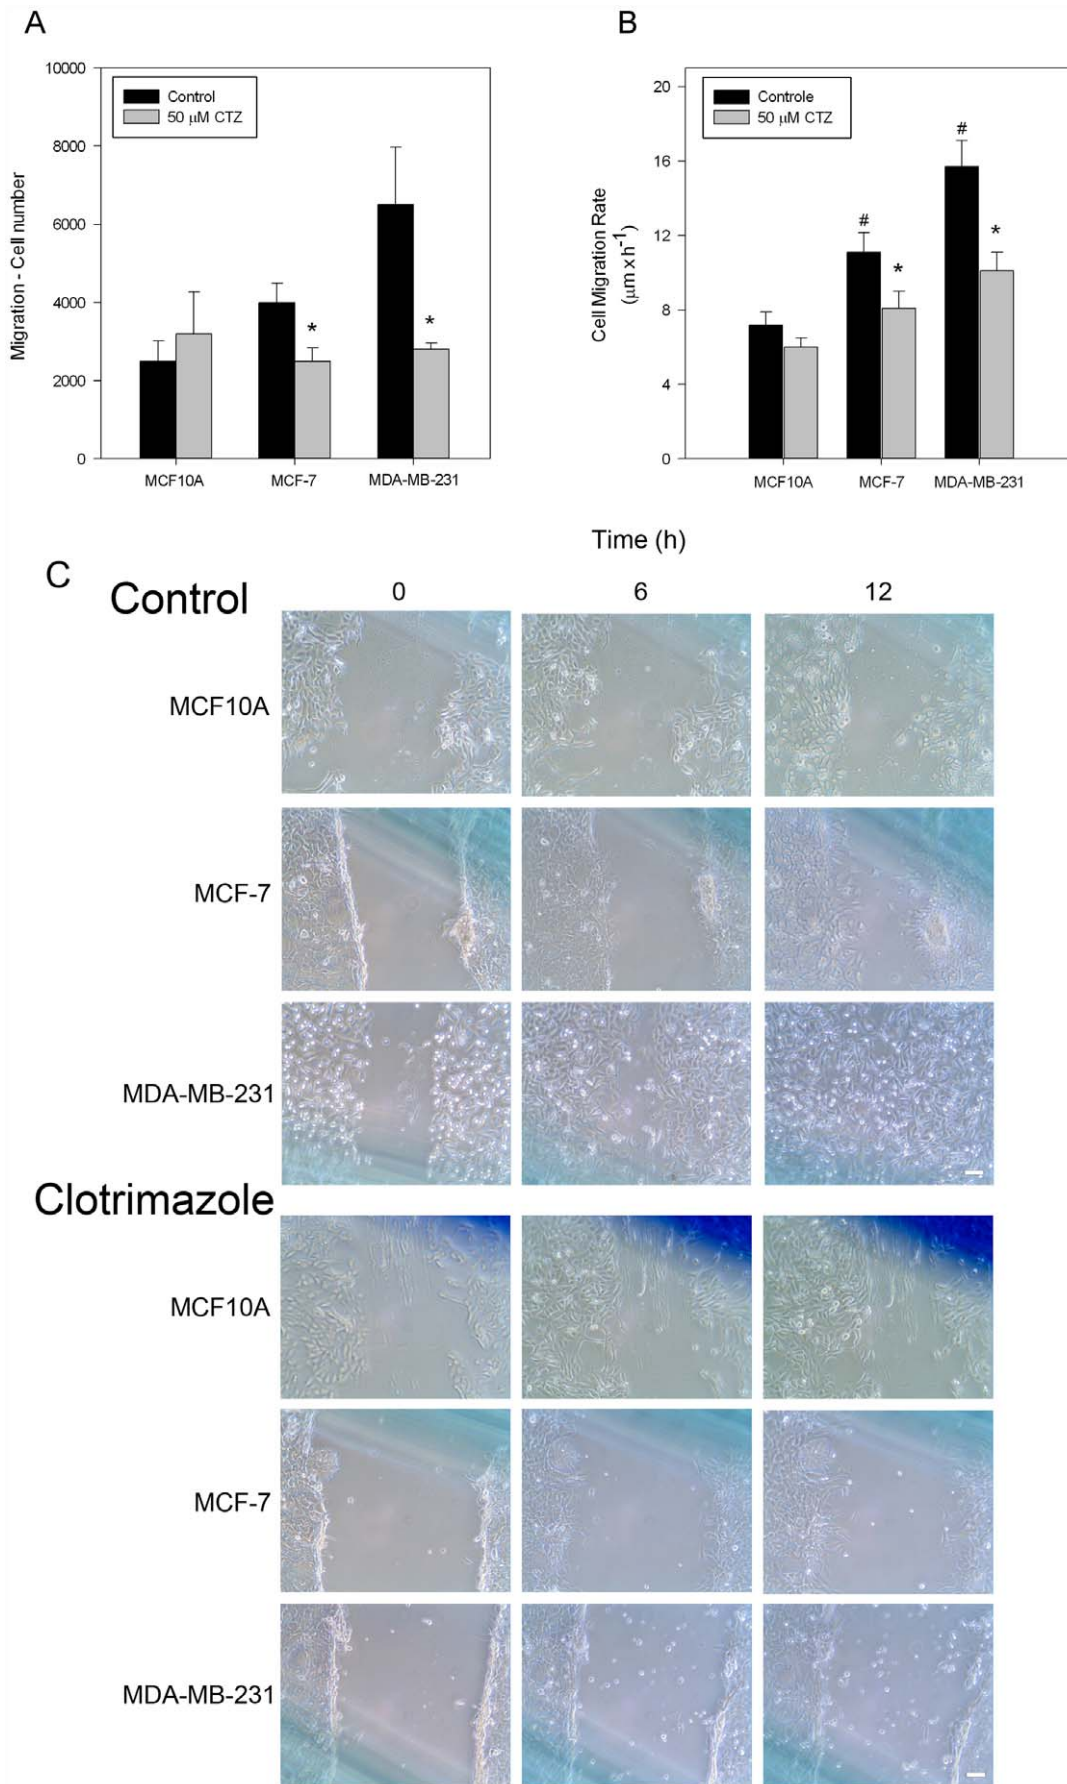 A
10000
8000
6000
4000
2000
0
Migration - Cell number
Control
50 μM CTZ
*
*
MCF10A
MCF-7
MDA-MB-231
B
20
16
12
8
4
0
Cell Migration Rate
(μm x h⁻¹)
Controle
50 μM CTZ
#
*
#
*
MCF10A
MCF-7
MDA-MB-231
Time (h)
C
Control
0
6
12
MCF10A
MCF-7
MDA-MB-231
Clotrimazole
MCF10A
MCF-7
MDA-MB-231